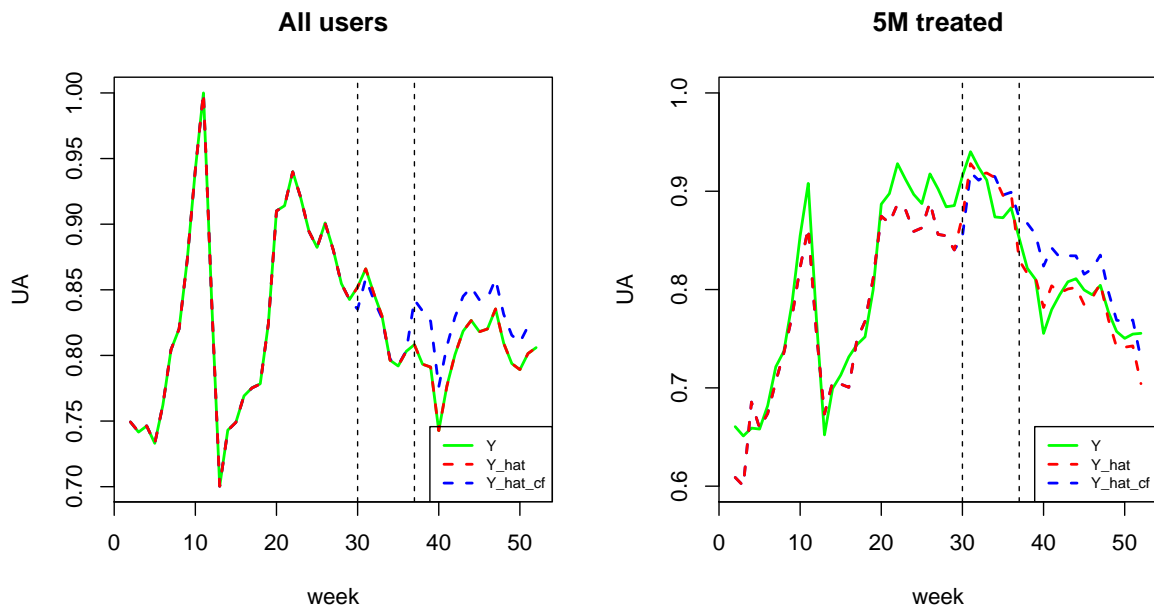 All users
1.00
0.95
0.90
0.85
0.80
0.75
0.70
UA
0 10 20 30 40 50
week
Y
Y_hat
Y_hat_cf
5M treated
1.0
0.9
0.8
0.7
0.6
UA
0 10 20 30 40 50
week
Y
Y_hat
Y_hat_cf